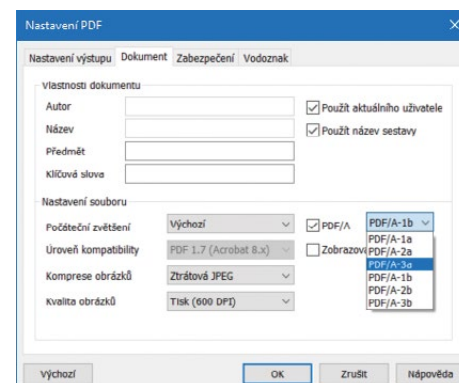 Nastavení PDF
Nastavení výstupu Dokument Zabezpečení Vodoznak
Vlastnosti dokumentu
Autor
Použít aktuálního uživatele
Název
Použít název sestavy
Předmět
Klíčová slova
Nastavení souboru
Počáteční zvětšení Výchozí PDF/A PDF/A-1b
Úroveň kompatibility PDF 1.7 (Acrobat 8.x) Zobrazova
Komprese obrázků Ztrátová JPEG
Kvalita obrázků Tisk (600 DPI)
PDF/A-1a
PDF/A-2a
PDF/A-3a
PDF/A-1b
PDF/A-2b
PDF/A-3b
Výchozí OK Zrušit Nápověda